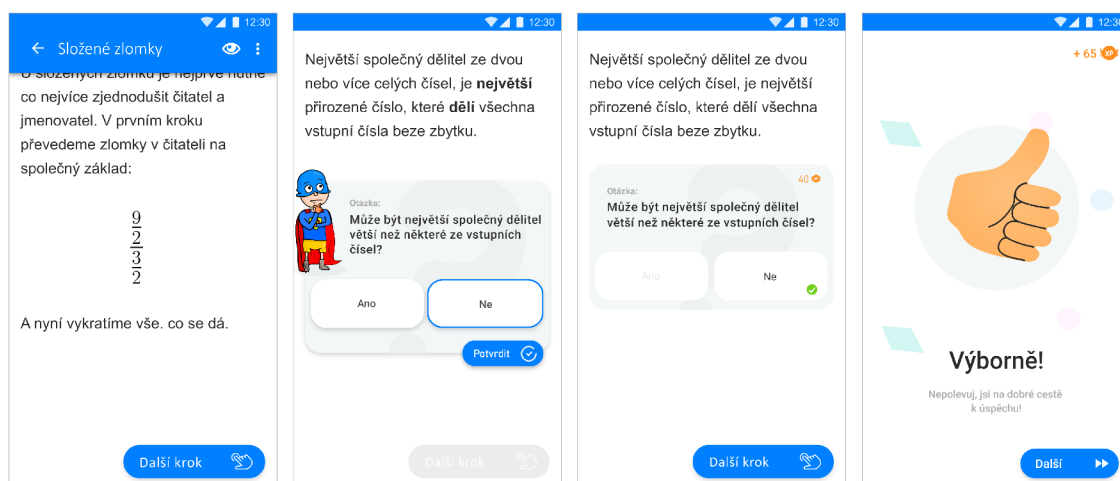 12:30
Složené zlomky
U složených zlomků je nejprve nutné
co nejvíce zjednodušit čitatel a
jmenovatel. V prvním kroku
převedeme zlomky v čitateli na
společný základ:
9
2
3
2
A nyní vykratíme vše. co se dá.
Další krok
12:30
Největší společný dělitel ze dvou
nebo více celých čísel, je největší
přirozené číslo, které dělí všechna
vstupní čísla beze zbytku.
Otázka:
Může být největší společný dělitel
větší než některé ze vstupních
čísel?
Ano
Ne
Potvrdit
Další krok
12:30
Největší společný dělitel ze dvou
nebo více celých čísel, je největší
přirozené číslo, které dělí všechna
vstupní čísla beze zbytku.
40
Otázka:
Může být největší společný dělitel
větší než některé ze vstupních čísel?
Ano
Ne
Další krok
12:30
+ 65 XP
Výborně!
Nepolevuj, jsi na dobré cestě
k úspěchu!
Další